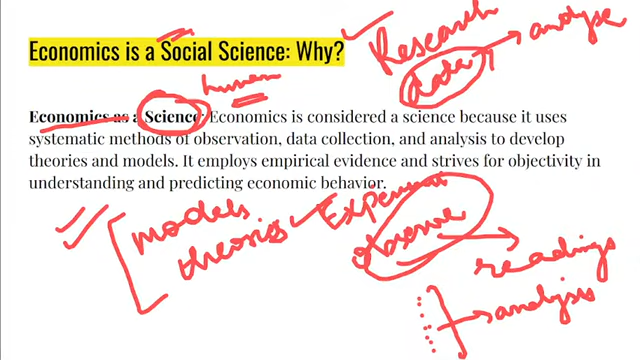 Economics is a Social Science: Why?
Research
data → analyse
human
Economics as a Science: Economics is considered a science because it uses
systematic methods of observation, data collection, and analysis to develop
theories and models. It employs empirical evidence and strives for objectivity in
understanding and predicting economic behavior.
models
theories
Experiment
observe
readings
analysis